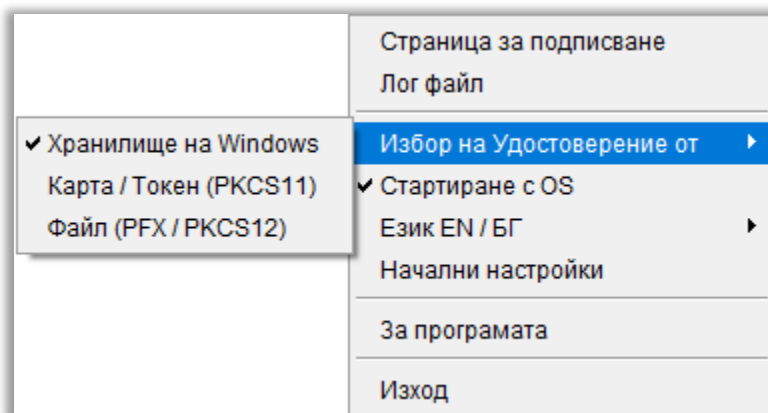 Страница за подписване
Лог файл
Избор на Удостоверение от
Хранилище на Windows
Карта / Токен (PKCS11)
Файл (PFX / PKCS12)
Стартиране с OS
Език EN / БГ
Начални настройки
За програмата
Изход